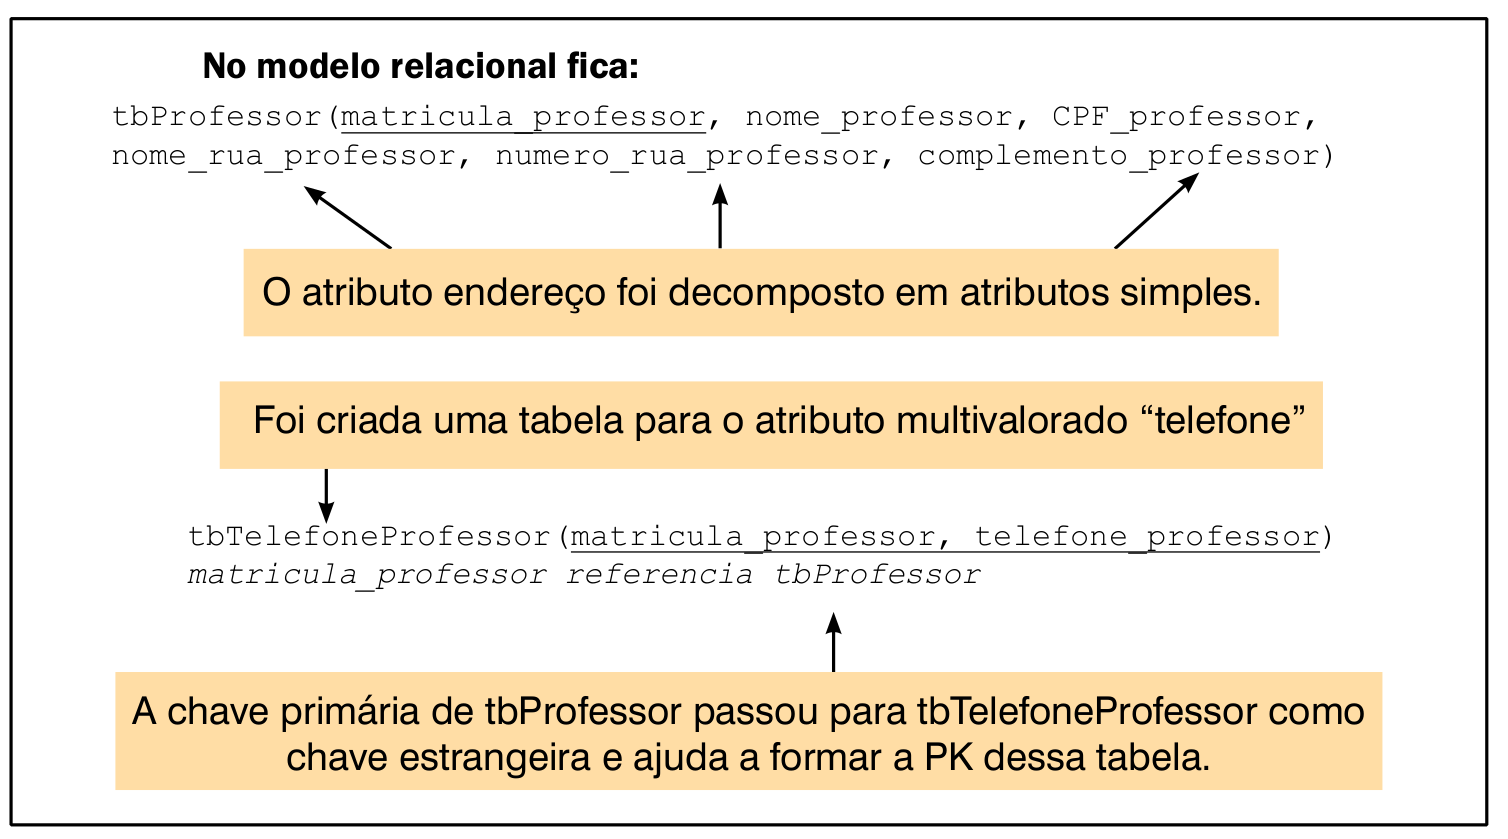 No modelo relacional fica:
tbProfessor(matricula_professor, nome_professor, CPF_professor,
nome_rua_professor, numero_rua_professor, complemento_professor)
O atributo endereço foi decomposto em atributos simples.
Foi criada uma tabela para o atributo multivalorado “telefone”
tbTelefoneProfessor(matricula_professor, telefone_professor)
matricula_professor referencia tbProfessor
A chave primária de tbProfessor passou para tbTelefoneProfessor como
chave estrangeira e ajuda a formar a PK dessa tabela.